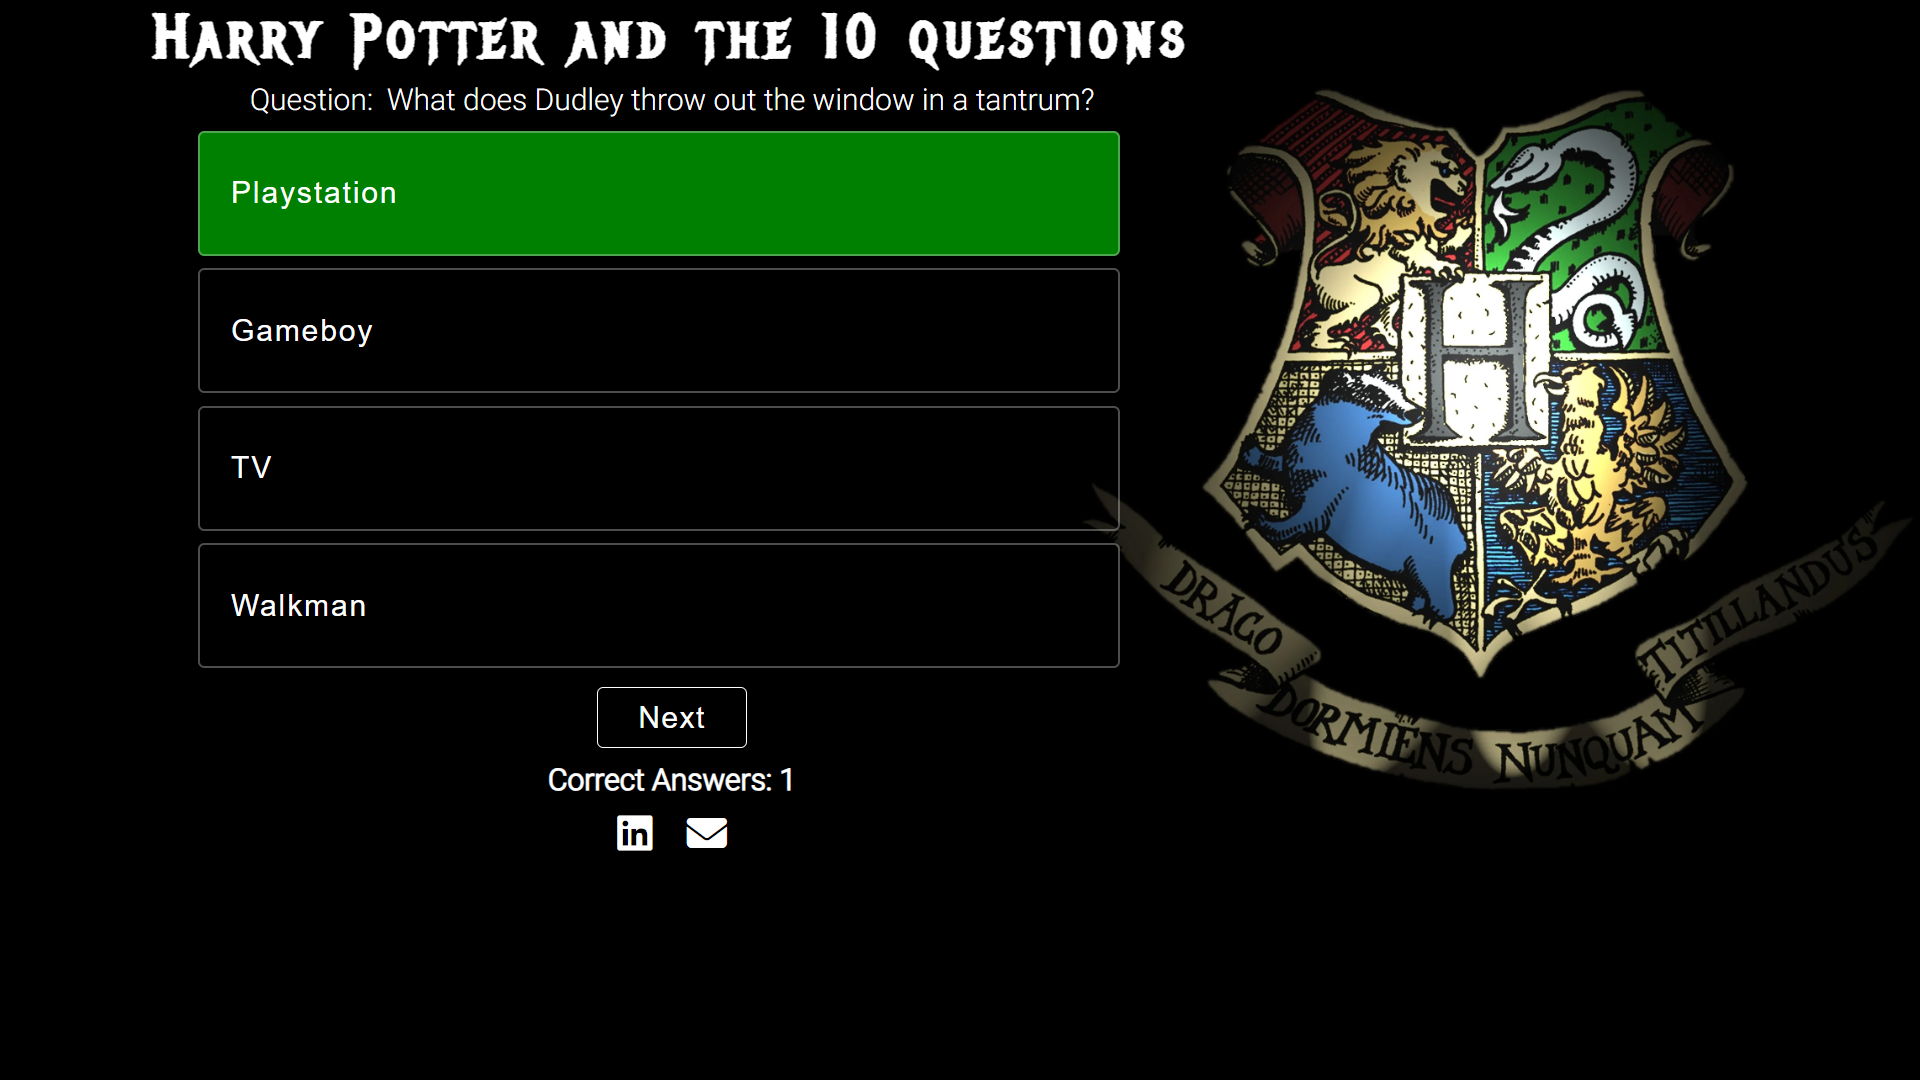 Harry Potter and the 10 questions
Question: What does Dudley throw out the window in a tantrum?
Playstation
Gameboy
TV
Walkman
Next
Correct Answers: 1
in
H
DRACO
DORMIENS NUNQUAM
TITILLANDUS